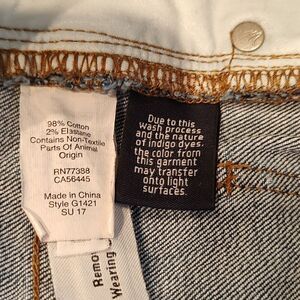 98% Cotton
2% Elastane
Contains Non-Textile
Parts Of Animal
Origin
RN77388
CA56445
Made in China
Style G1421
SU 17
Due to this
wash process
and the nature
of indigo dyes,
the color from
this garment
may transfer
onto light
surfaces.
Remo
Wearing